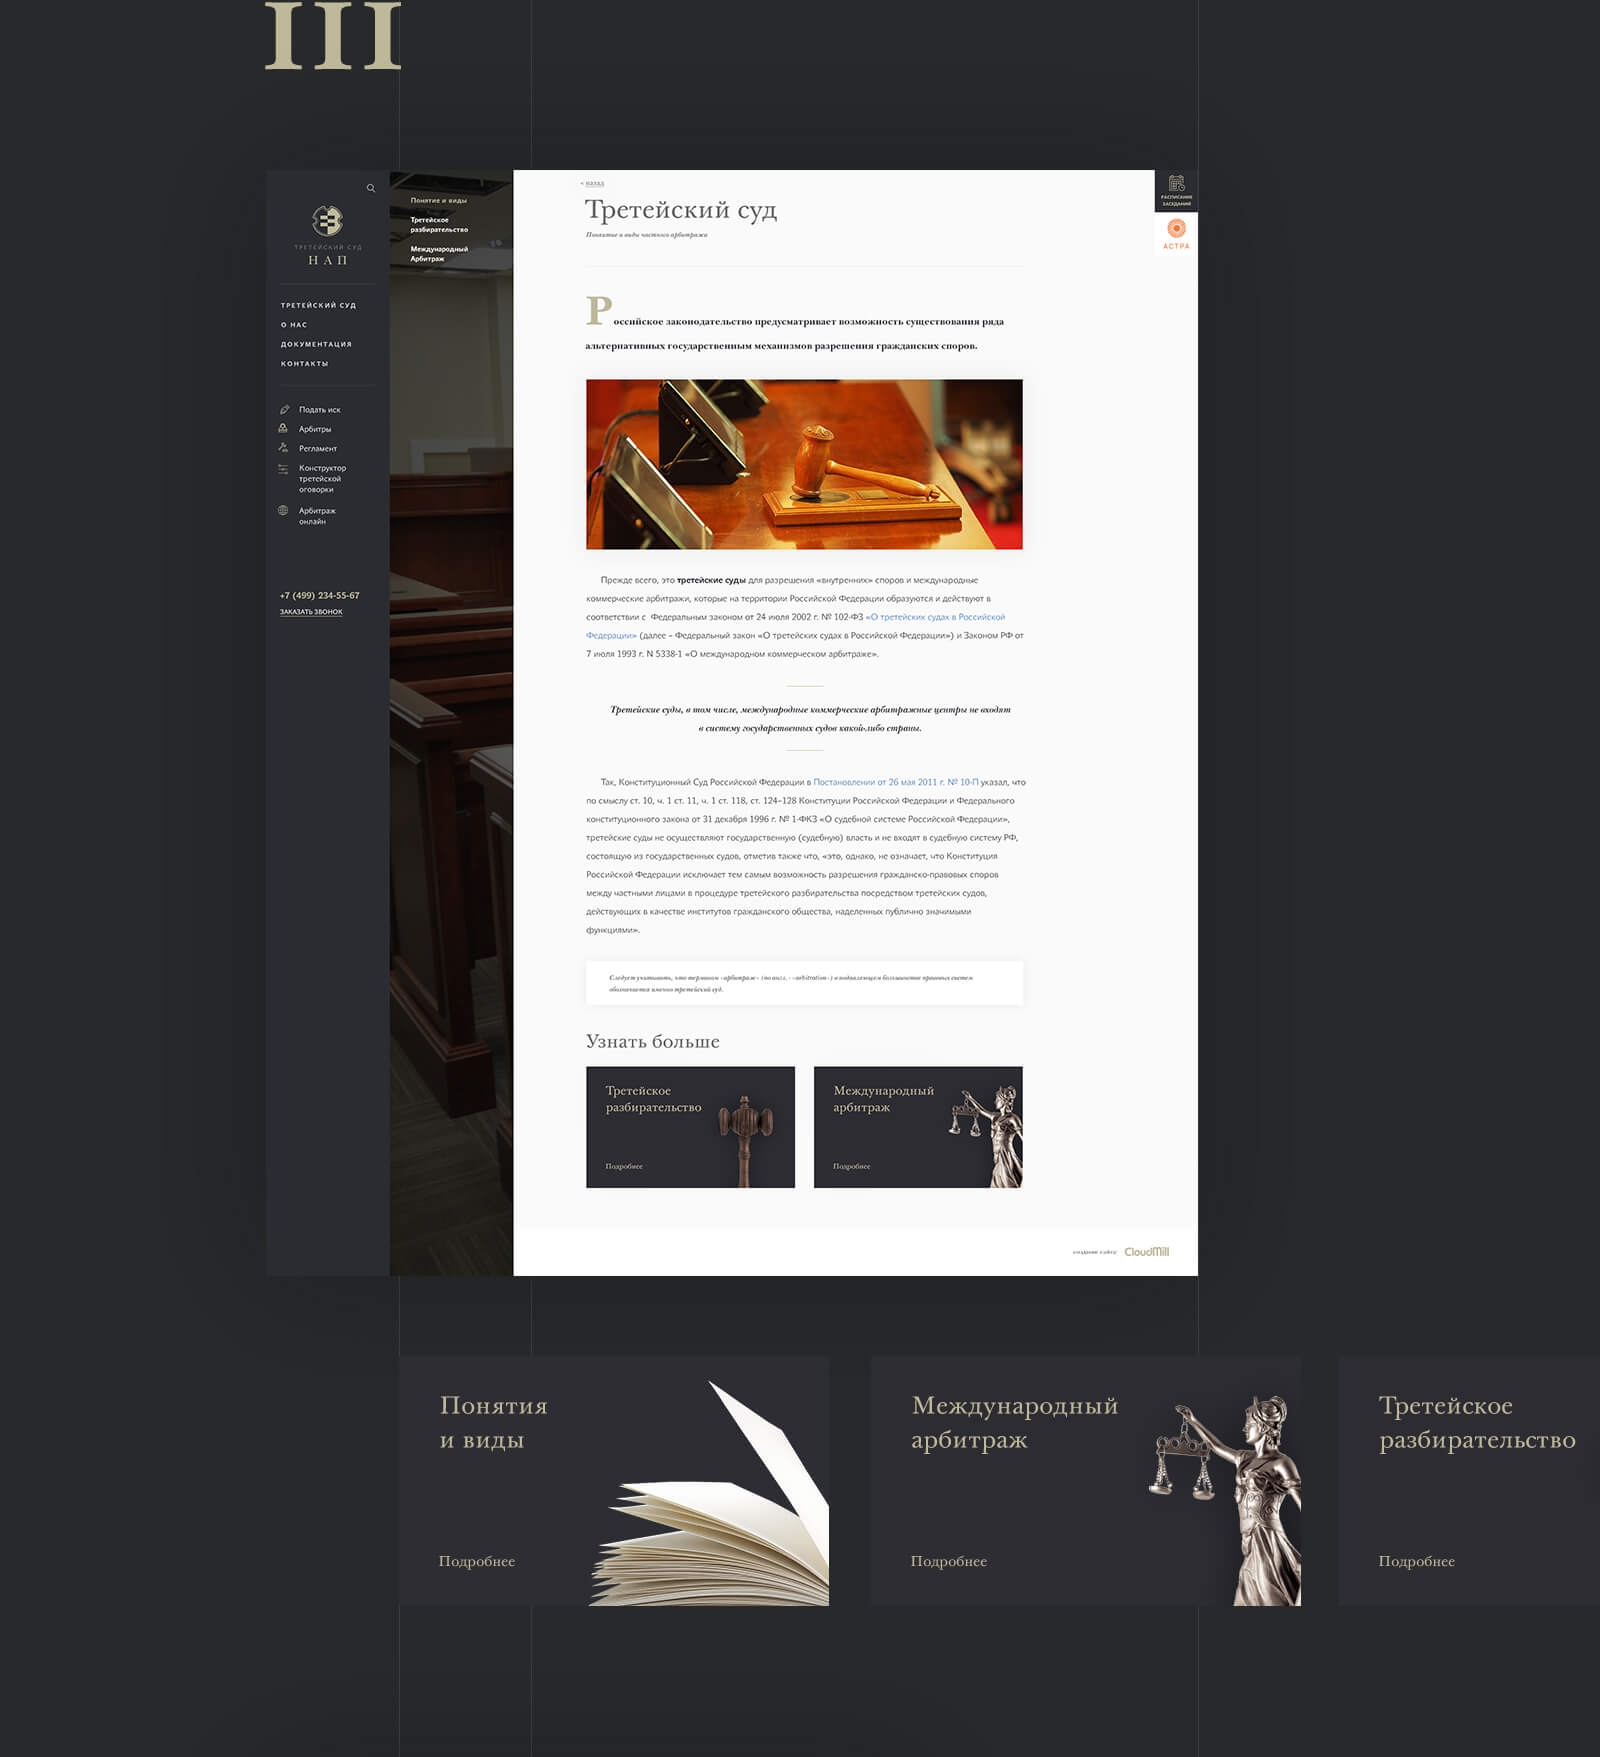 III
ТРЕТЕЙСКИЙ СУД
НАП
ТРЕТЕЙСКИЙ СУД
О НАС
ДОКУМЕНТАЦИЯ
КОНТАКТЫ
Подать иск
Арбитры
Регламент
Конструктор
третейской
оговорки
Арбитраж
онлайн
+7 (499) 234-55-67
ЗАКАЗАТЬ ЗВОНОК
Понятие и виды
Третейское
разбирательство
Международный
Арбитраж
< назад
Третейский суд
Понятие и виды частного арбитража
РАСПИСАНИЕ
ЗАСЕДАНИЙ
АСТРА
Российское законодательство предусматривает возможность существования ряда
альтернативных государственным механизмов разрешения гражданских споров.
Прежде всего, это третейские суды для разрешения «внутренних» споров и международные
коммерческие арбитражи, которые на территории Российской Федерации образуются и действуют в
соответствии с Федеральным законом от 24 июля 2002 г. № 102-ФЗ «О третейских судах в Российской
Федерации» (далее – Федеральный закон «О третейских судах в Российской Федерации») и Законом РФ от
7 июля 1993 г. N 5338-1 «О международном коммерческом арбитраже».
Третейские суды, в том числе, международные коммерческие арбитражные центры не входят
в систему государственных судов какой-либо страны.
Так, Конституционный Суд Российской Федерации в Постановлении от 26 мая 2011 г. № 10-П указал, что
по смыслу ст. 10, ч. 1 ст. 11, ч. 1 ст. 118, ст. 124–128 Конституции Российской Федерации и Федерального
конституционного закона от 31 декабря 1996 г. № 1-ФКЗ «О судебной системе Российской Федерации»,
третейские суды не осуществляют государственную (судебную) власть и не входят в судебную систему РФ,
состоящую из государственных судов, отметив также что, «это, однако, не означает, что Конституция
Российской Федерации исключает тем самым возможность разрешения гражданско-правовых споров
между частными лицами в процедуре третейского разбирательства посредством третейских судов,
действующих в качестве институтов гражданского общества, наделенных публично значимыми
функциями».
Следует учитывать, что термином «арбитраж» (по англ. - «arbitration») в подавляющем большинстве правовых систем
обозначается именно третейский суд.
Узнать больше
Третейское
разбирательство
Подробнее
Международный
арбитраж
Подробнее
создание сайта: CloudMill
Понятия
и виды
Подробнее
Международный
арбитраж
Подробнее
Третейское
разбирательство
Подробнее